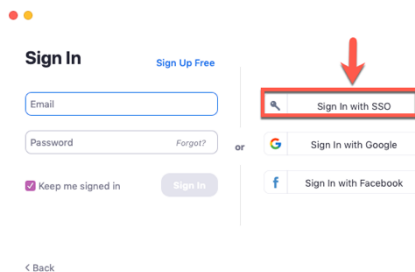 Sign In
Sign Up Free
Email
Password
Forgot?
Keep me signed in
Sign In
or
Sign In with SSO
Sign In with Google
Sign In with Facebook
< Back